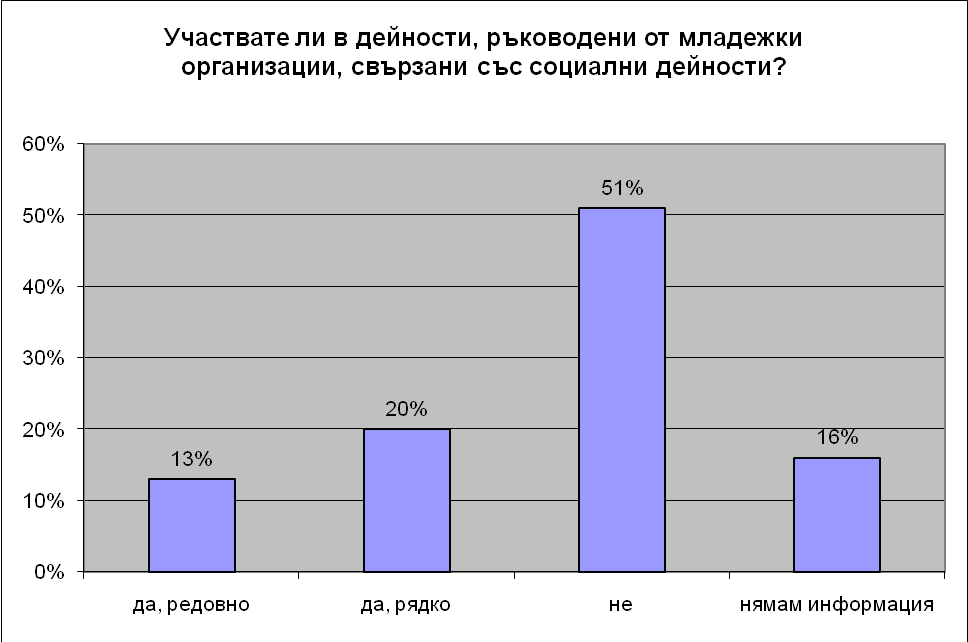 Участвате ли в дейности, ръководени от младежки
организации, свързани със социални дейности?
60%
50%
40%
30%
20%
10%
0%
13%
20%
51%
16%
да, редовно
да, рядко
не
нямам информация